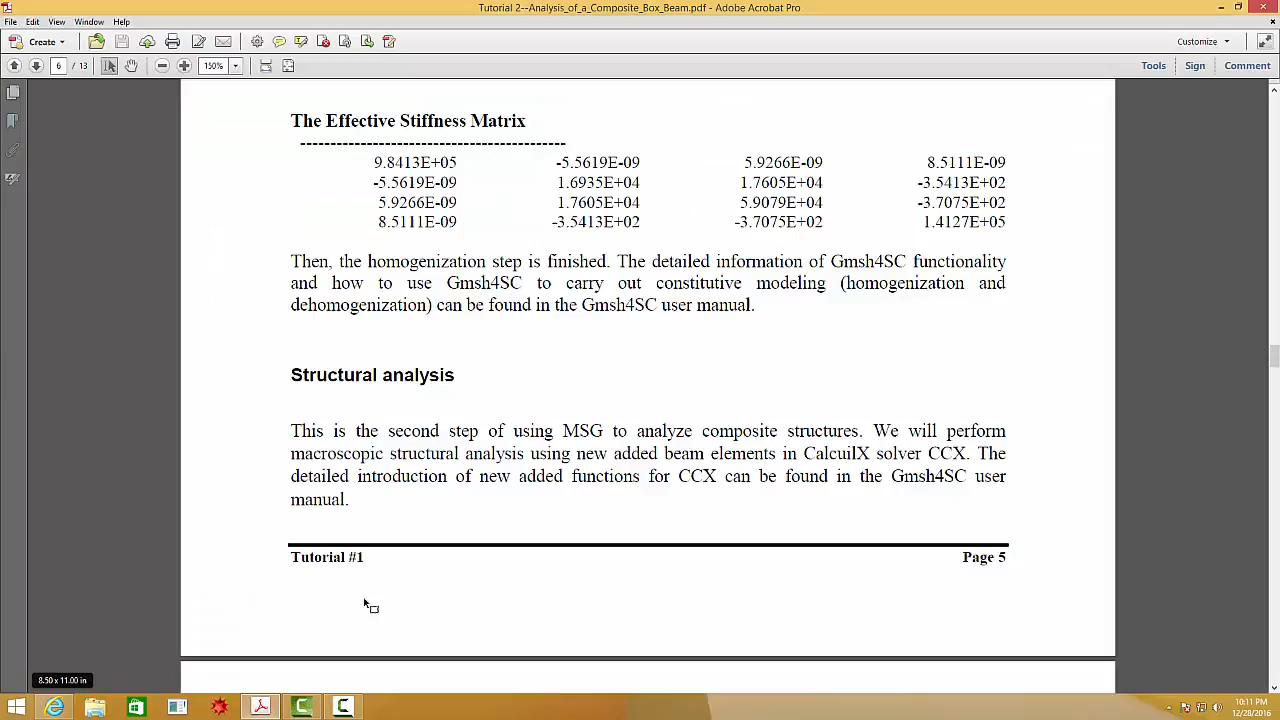 Tutorial 2--Analysis_of_a_Composite_Box_Beam.pdf - Adobe Acrobat Pro
File Edit View Window Help
Create Customize
6 / 13 150% Tools Sign Comment
The Effective Stiffness Matrix
-------------------------------------------
9.8413E+05 -5.5619E-09 5.9266E-09 8.5111E-09
-5.5619E-09 1.6935E+04 1.7605E+04 -3.5413E+02
5.9266E-09 1.7605E+04 5.9079E+04 -3.7075E+02
8.5111E-09 -3.5413E+02 -3.7075E+02 1.4127E+05
Then, the homogenization step is finished. The detailed information of Gmsh4SC functionality
and how to use Gmsh4SC to carry out constitutive modeling (homogenization and
dehomogenization) can be found in the Gmsh4SC user manual.
Structural analysis
This is the second step of using MSG to analyze composite structures. We will perform
macroscopic structural analysis using new added beam elements in CalcuilX solver CCX. The
detailed introduction of new added functions for CCX can be found in the Gmsh4SC user
manual.
Tutorial #1 Page 5
8.50 x 11.00 in
10:11 PM
12/28/2016